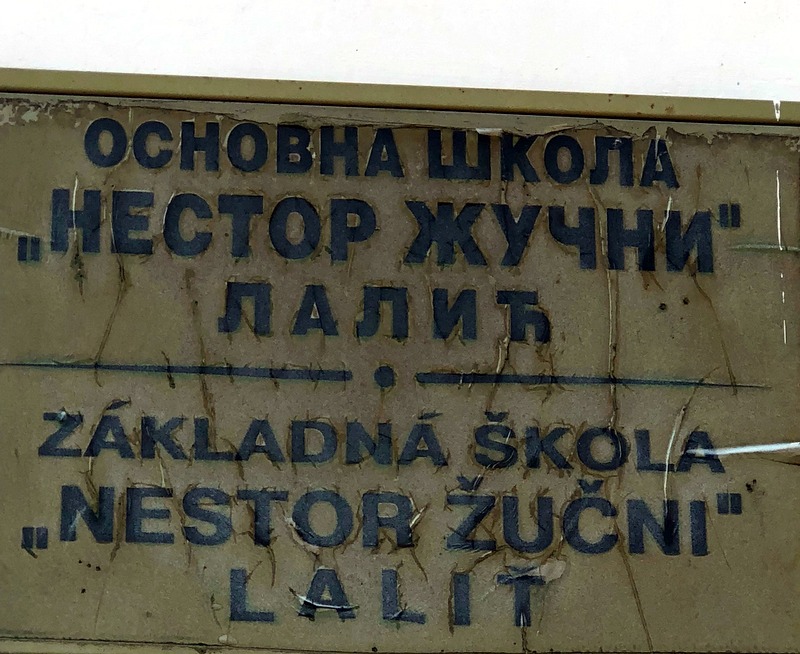 ОСНОВНА ШКОЛА
„НЕСТОР ЖУЧНИ"
ЛАЛИЋ
ZÁKLADNÁ ŠKOLA
„NESTOR ŽUČNI"
LALIŤ